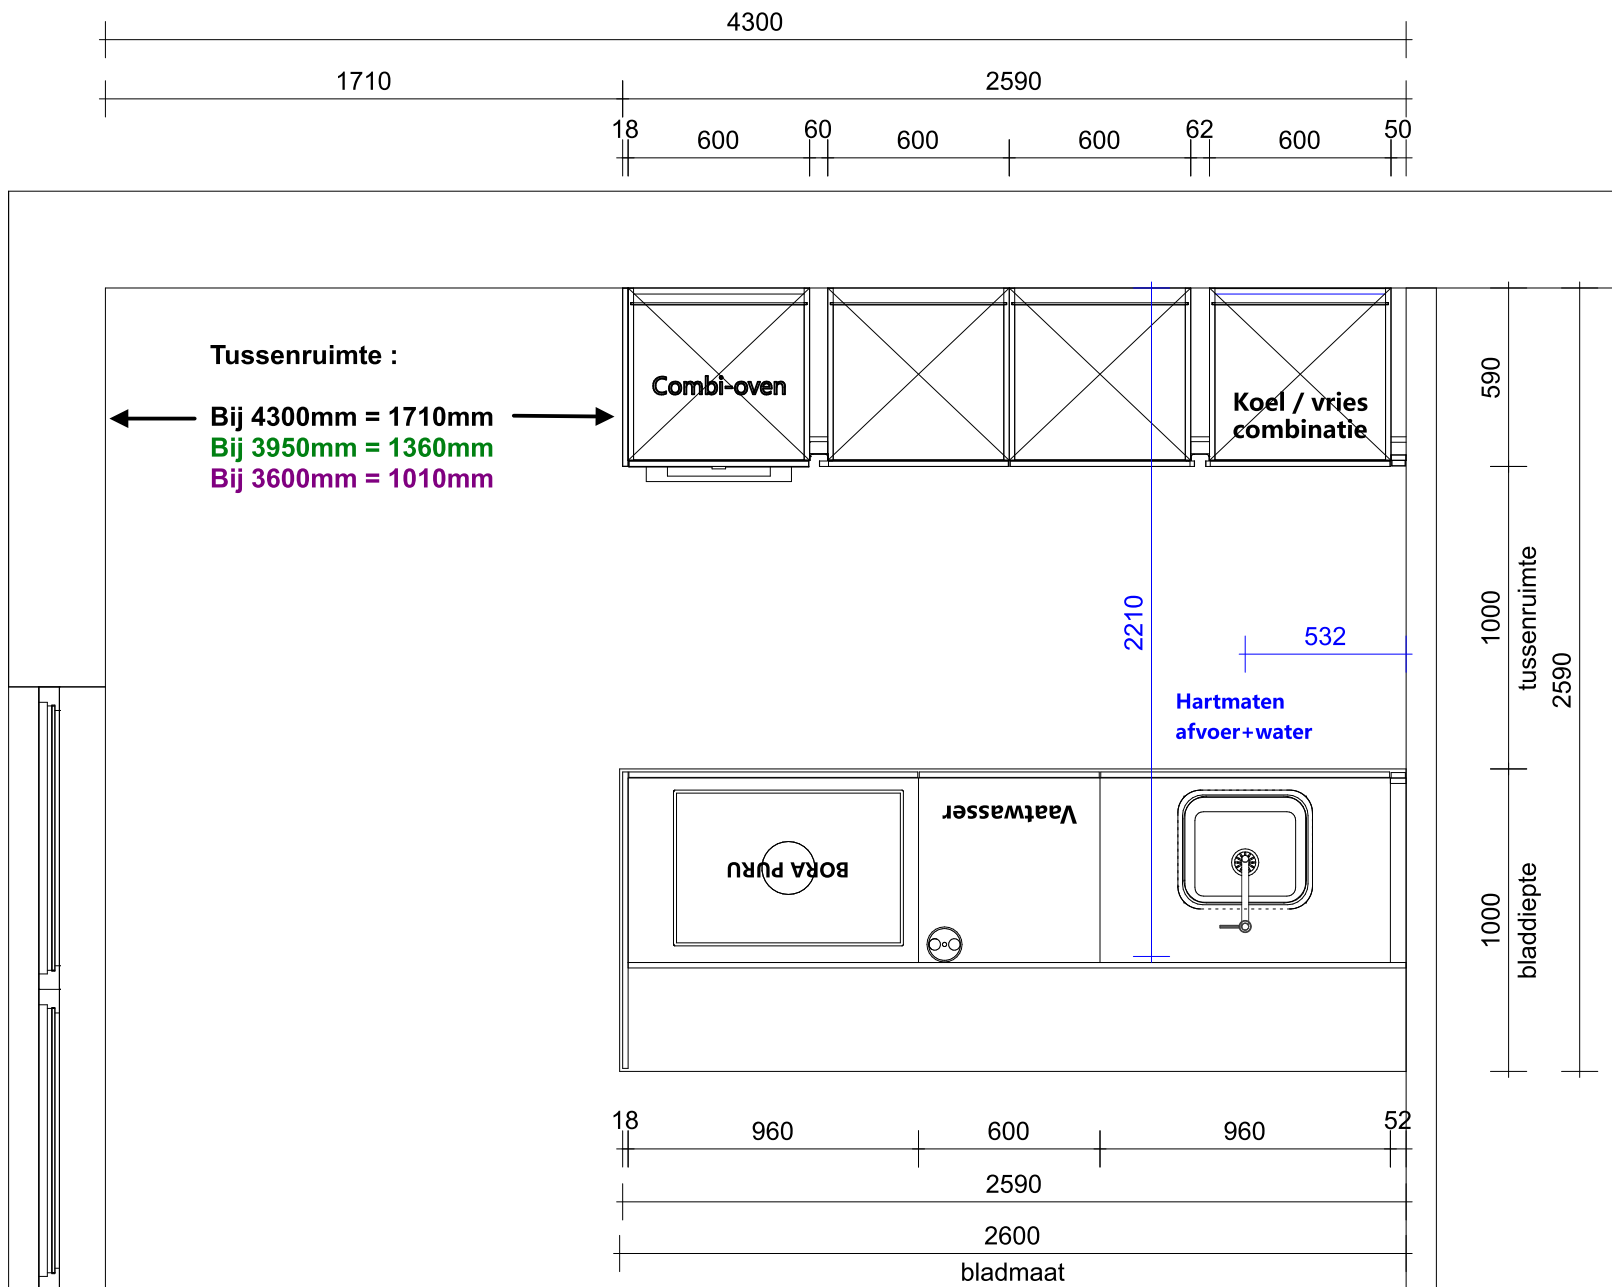 4300
1710
2590
18
600
60
600
600
62
600
50
Tussenruimte :
Bij 4300mm = 1710mm
Bij 3950mm = 1360mm
Bij 3600mm = 1010mm
Combi-oven
Koel / vries
combinatie
590
1000
tussenruimte
2590
2210
532
Hartmaten
afvoer+water
BORA PURU
Vaatwasser
1000
bladdiepte
18
960
600
960
52
2590
2600
bladmaat